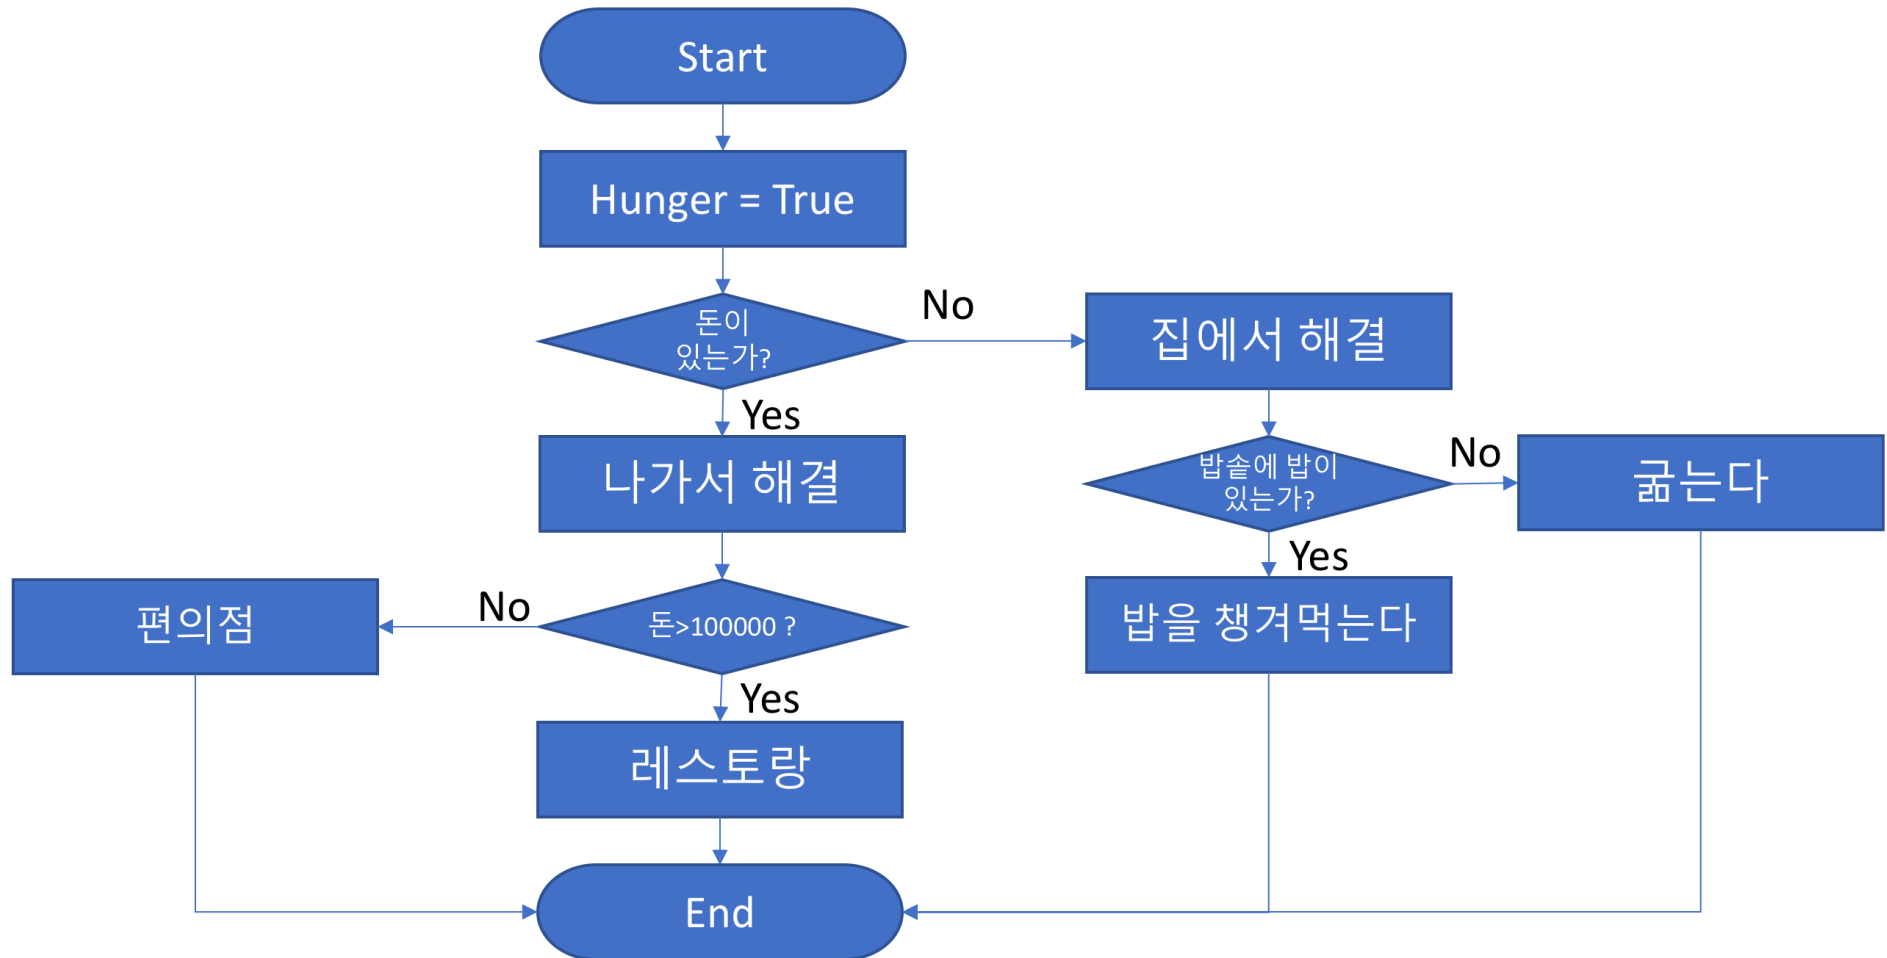 Start
Hunger = True
돈이
있는가?
No
집에서 해결
Yes
나가서 해결
밥솥에 밥이
있는가?
No
굶는다
Yes
밥을 챙겨먹는다
돈>100000 ?
No
편의점
Yes
레스토랑
End